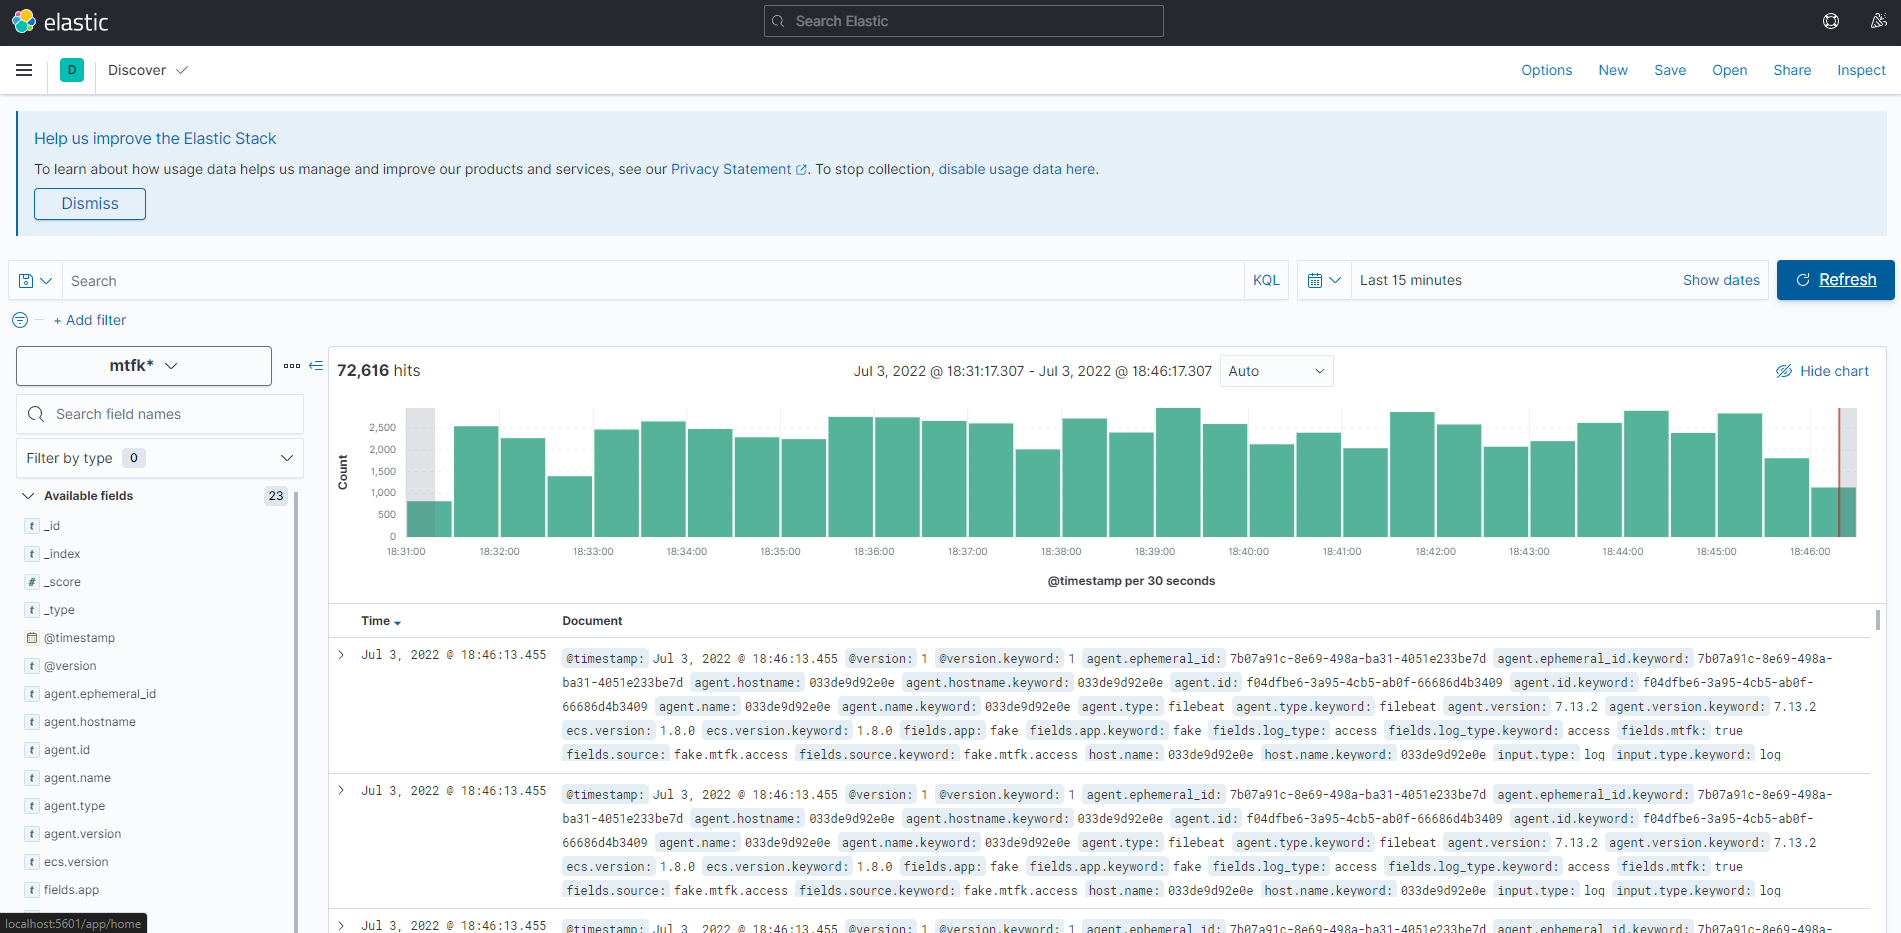 elastic
Search Elastic
D
Discover
Options New Save Open Share Inspect
Help us improve the Elastic Stack
To learn about how usage data helps us manage and improve our products and services, see our Privacy Statement. To stop collection, disable usage data here.
Dismiss
Search
KQL
Last 15 minutes
Show dates
Refresh
+ Add filter
mtfk*
Search field names
Filter by type 0
Available fields 23
t _id
t _index
# _score
t _type
@timestamp
t @version
t agent.ephemeral_id
t agent.hostname
t agent.id
t agent.name
t agent.type
t agent.version
t ecs.version
t fields.app
localhost:5601/app/home
72,616 hits
Jul 3, 2022 @ 18:31:17.307 - Jul 3, 2022 @ 18:46:17.307
Auto
Hide chart
Count
2,500
2,000
1,500
1,000
500
0
18:31:00 18:32:00 18:33:00 18:34:00 18:35:00 18:36:00 18:37:00 18:38:00 18:39:00 18:40:00 18:41:00 18:42:00 18:43:00 18:44:00 18:45:00 18:46:00
@timestamp per 30 seconds
Time Document
Jul 3, 2022 @ 18:46:13.455 @timestamp: Jul 3, 2022 @ 18:46:13.455 @version: 1 @version.keyword: 1 agent.ephemeral_id: 7b07a91c-8e69-498a-ba31-4051e233be7d agent.ephemeral_id.keyword: 7b07a91c-8e69-498a-
ba31-4051e233be7d agent.hostname: 033de9d92e0e agent.hostname.keyword: 033de9d92e0e agent.id: f04dfbe6-3a95-4cb5-ab0f-66686d4b3409 agent.id.keyword: f04dfbe6-3a95-4cb5-ab0f-
66686d4b3409 agent.name: 033de9d92e0e agent.name.keyword: 033de9d92e0e agent.type: filebeat agent.type.keyword: filebeat agent.version: 7.13.2 agent.version.keyword: 7.13.2
ecs.version: 1.8.0 ecs.version.keyword: 1.8.0 fields.app: fake fields.app.keyword: fake fields.log_type: access fields.log_type.keyword: access fields.mtfk: true
fields.source: fake.mtfk.access fields.source.keyword: fake.mtfk.access host.name: 033de9d92e0e host.name.keyword: 033de9d92e0e input.type: log input.type.keyword: log
Jul 3, 2022 @ 18:46:13.455 @timestamp: Jul 3, 2022 @ 18:46:13.455 @version: 1 @version.keyword: 1 agent.ephemeral_id: 7b07a91c-8e69-498a-ba31-4051e233be7d agent.ephemeral_id.keyword: 7b07a91c-8e69-498a-
ba31-4051e233be7d agent.hostname: 033de9d92e0e agent.hostname.keyword: 033de9d92e0e agent.id: f04dfbe6-3a95-4cb5-ab0f-66686d4b3409 agent.id.keyword: f04dfbe6-3a95-4cb5-ab0f-
66686d4b3409 agent.name: 033de9d92e0e agent.name.keyword: 033de9d92e0e agent.type: filebeat agent.type.keyword: filebeat agent.version: 7.13.2 agent.version.keyword: 7.13.2
ecs.version: 1.8.0 ecs.version.keyword: 1.8.0 fields.app: fake fields.app.keyword: fake fields.log_type: access fields.log_type.keyword: access fields.mtfk: true
fields.source: fake.mtfk.access fields.source.keyword: fake.mtfk.access host.name: 033de9d92e0e host.name.keyword: 033de9d92e0e input.type: log input.type.keyword: log
Jul 3, 2022 @ 18:46:13.455 @timestamp: Jul 3, 2022 @ 18:46:13.455 @version: 1 @version.keyword: 1 agent.ephemeral_id: 7b07a91c-8e69-498a-ba31-4051e233be7d agent.ephemeral_id.keyword: 7b07a91c-8e69-498a-